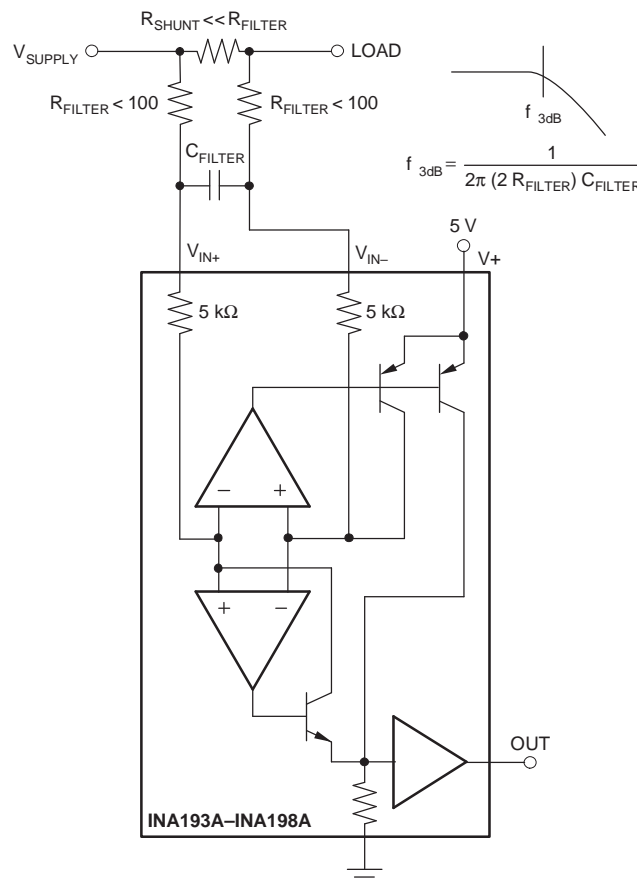 R_SHUNT << R_FILTER
V_SUPPLY
LOAD
R_FILTER < 100
R_FILTER < 100
C_FILTER
f_3dB
f_3dB = 1 / 2π (2 R_FILTER) C_FILTER
5 V
V+
V_IN+
V_IN–
5 kΩ
5 kΩ
– +
+ –
OUT
INA193A–INA198A